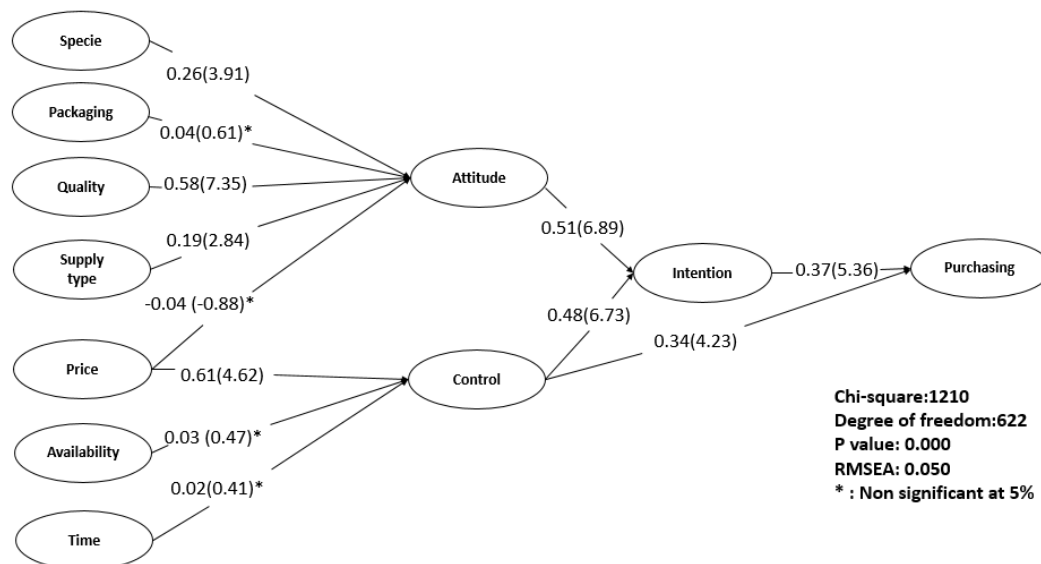 Specie
0.26(3.91)
Packaging
0.04(0.61)*
Quality
0.58(7.35)
Attitude
Supply
type
0.19(2.84)
0.51(6.89)
Intention
0.37(5.36)
Purchasing
-0.04 (-0.88)*
0.48(6.73)
0.34(4.23)
Price
0.61(4.62)
Control
Availability
0.03 (0.47)*
0.02(0.41)*
Time
Chi-square:1210
Degree of freedom:622
P value: 0.000
RMSEA: 0.050
* : Non significant at 5%